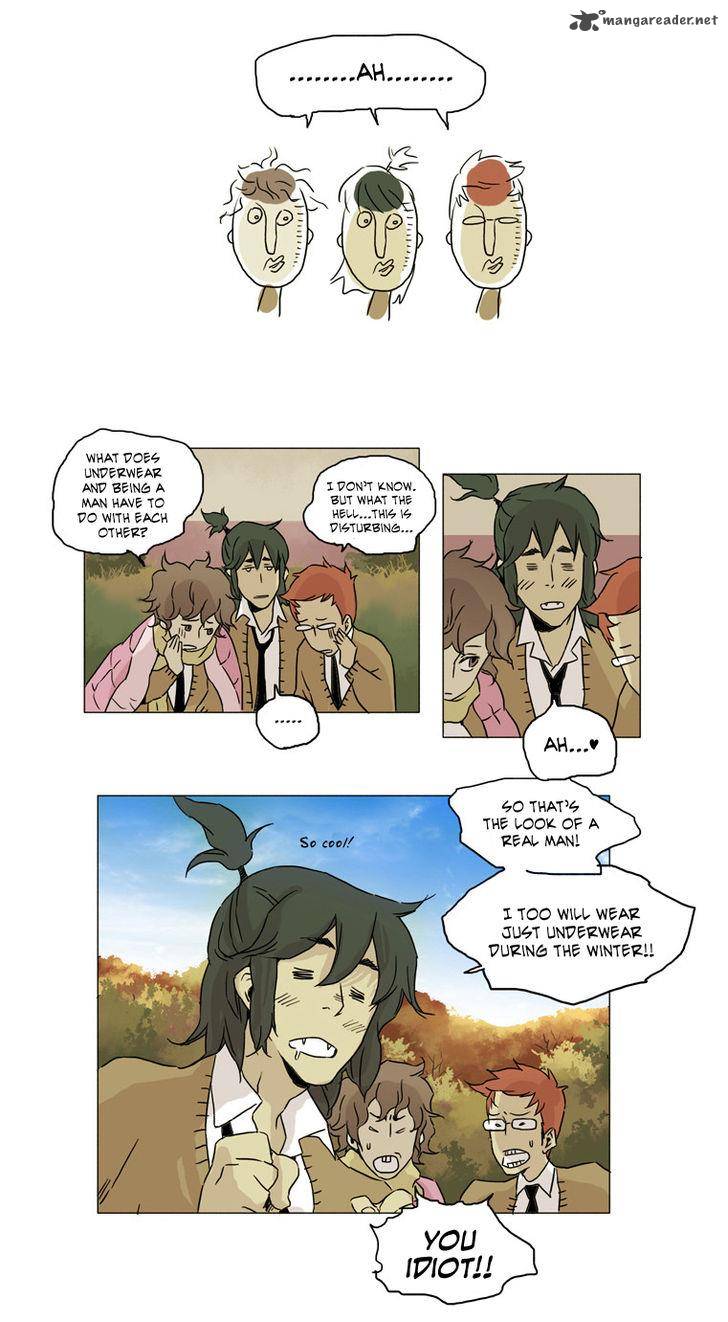 mangareader.net
........AH........
WHAT DOES
UNDERWEAR
AND BEING A
MAN HAVE TO
DO WITH EACH
OTHER?
I DON'T KNOW.
BUT WHAT THE
HELL...THIS IS
DISTURBING...
.....
AH...♥
So cool!
SO THAT'S
THE LOOK OF A
REAL MAN!
I TOO WILL WEAR
JUST UNDERWEAR
DURING THE WINTER!!
YOU
IDIOT!!